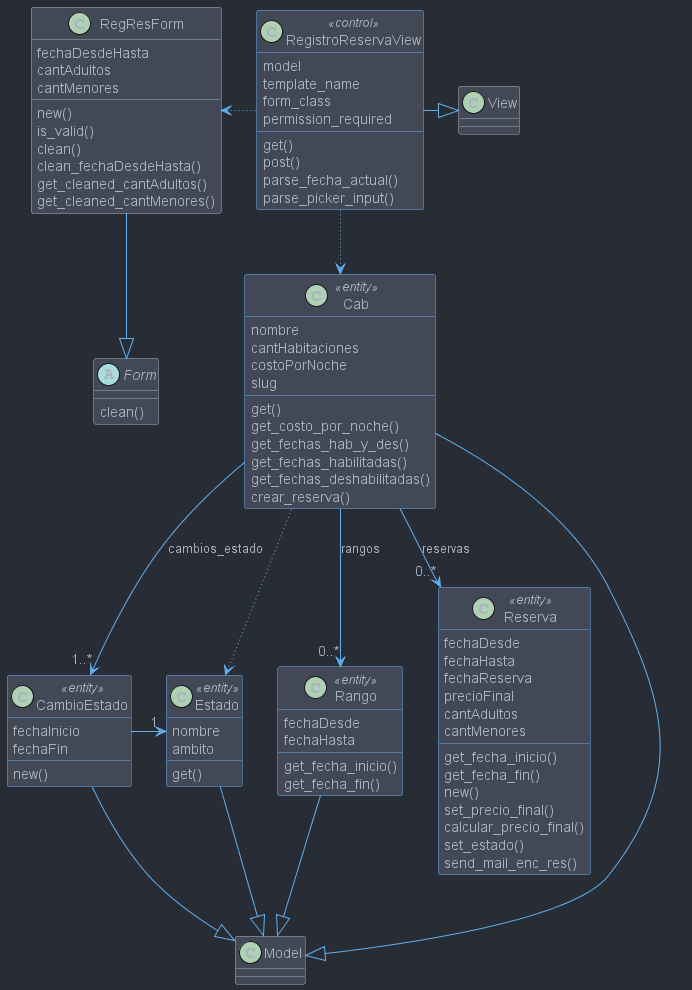 C RegResForm
fechaDesdeHasta
cantAdultos
cantMenores
new()
is_valid()
clean()
clean_fechaDesdeHasta()
get_cleaned_cantAdultos()
get_cleaned_cantMenores()
«control»
C RegistroReservaView
model
template_name
form_class
permission_required
get()
post()
parse_fecha_actual()
parse_picker_input()
C View
«entity»
C Cab
nombre
cantHabitaciones
costoPorNoche
slug
get()
get_costo_por_noche()
get_fechas_hab_y_des()
get_fechas_habilitadas()
get_fechas_deshabilitadas()
crear_reserva()
A Form
clean()
cambios_estado
rangos
reservas
1..*
0..*
0..*
«entity»
C CambioEstado
fechaInicio
fechaFin
new()
1
«entity»
C Estado
nombre
ambito
get()
«entity»
C Rango
fechaDesde
fechaHasta
get_fecha_inicio()
get_fecha_fin()
«entity»
C Reserva
fechaDesde
fechaHasta
fechaReserva
precioFinal
cantAdultos
cantMenores
get_fecha_inicio()
get_fecha_fin()
new()
set_precio_final()
calcular_precio_final()
set_estado()
send_mail_enc_res()
C Model